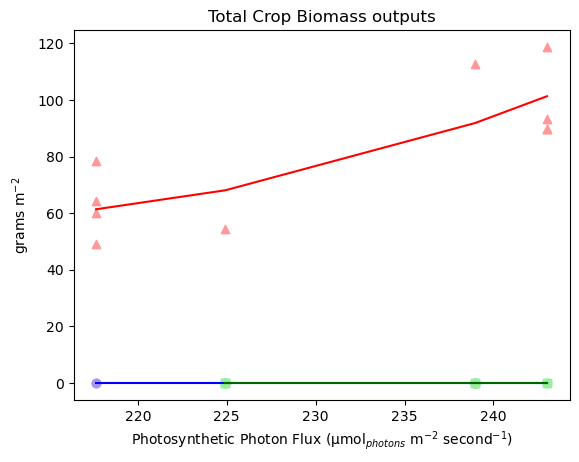 Total Crop Biomass outputs
120
100
80
60
40
20
0
grams m⁻²
220 225 230 235 240
Photosynthetic Photon Flux (μmol_photons m⁻² second⁻¹)